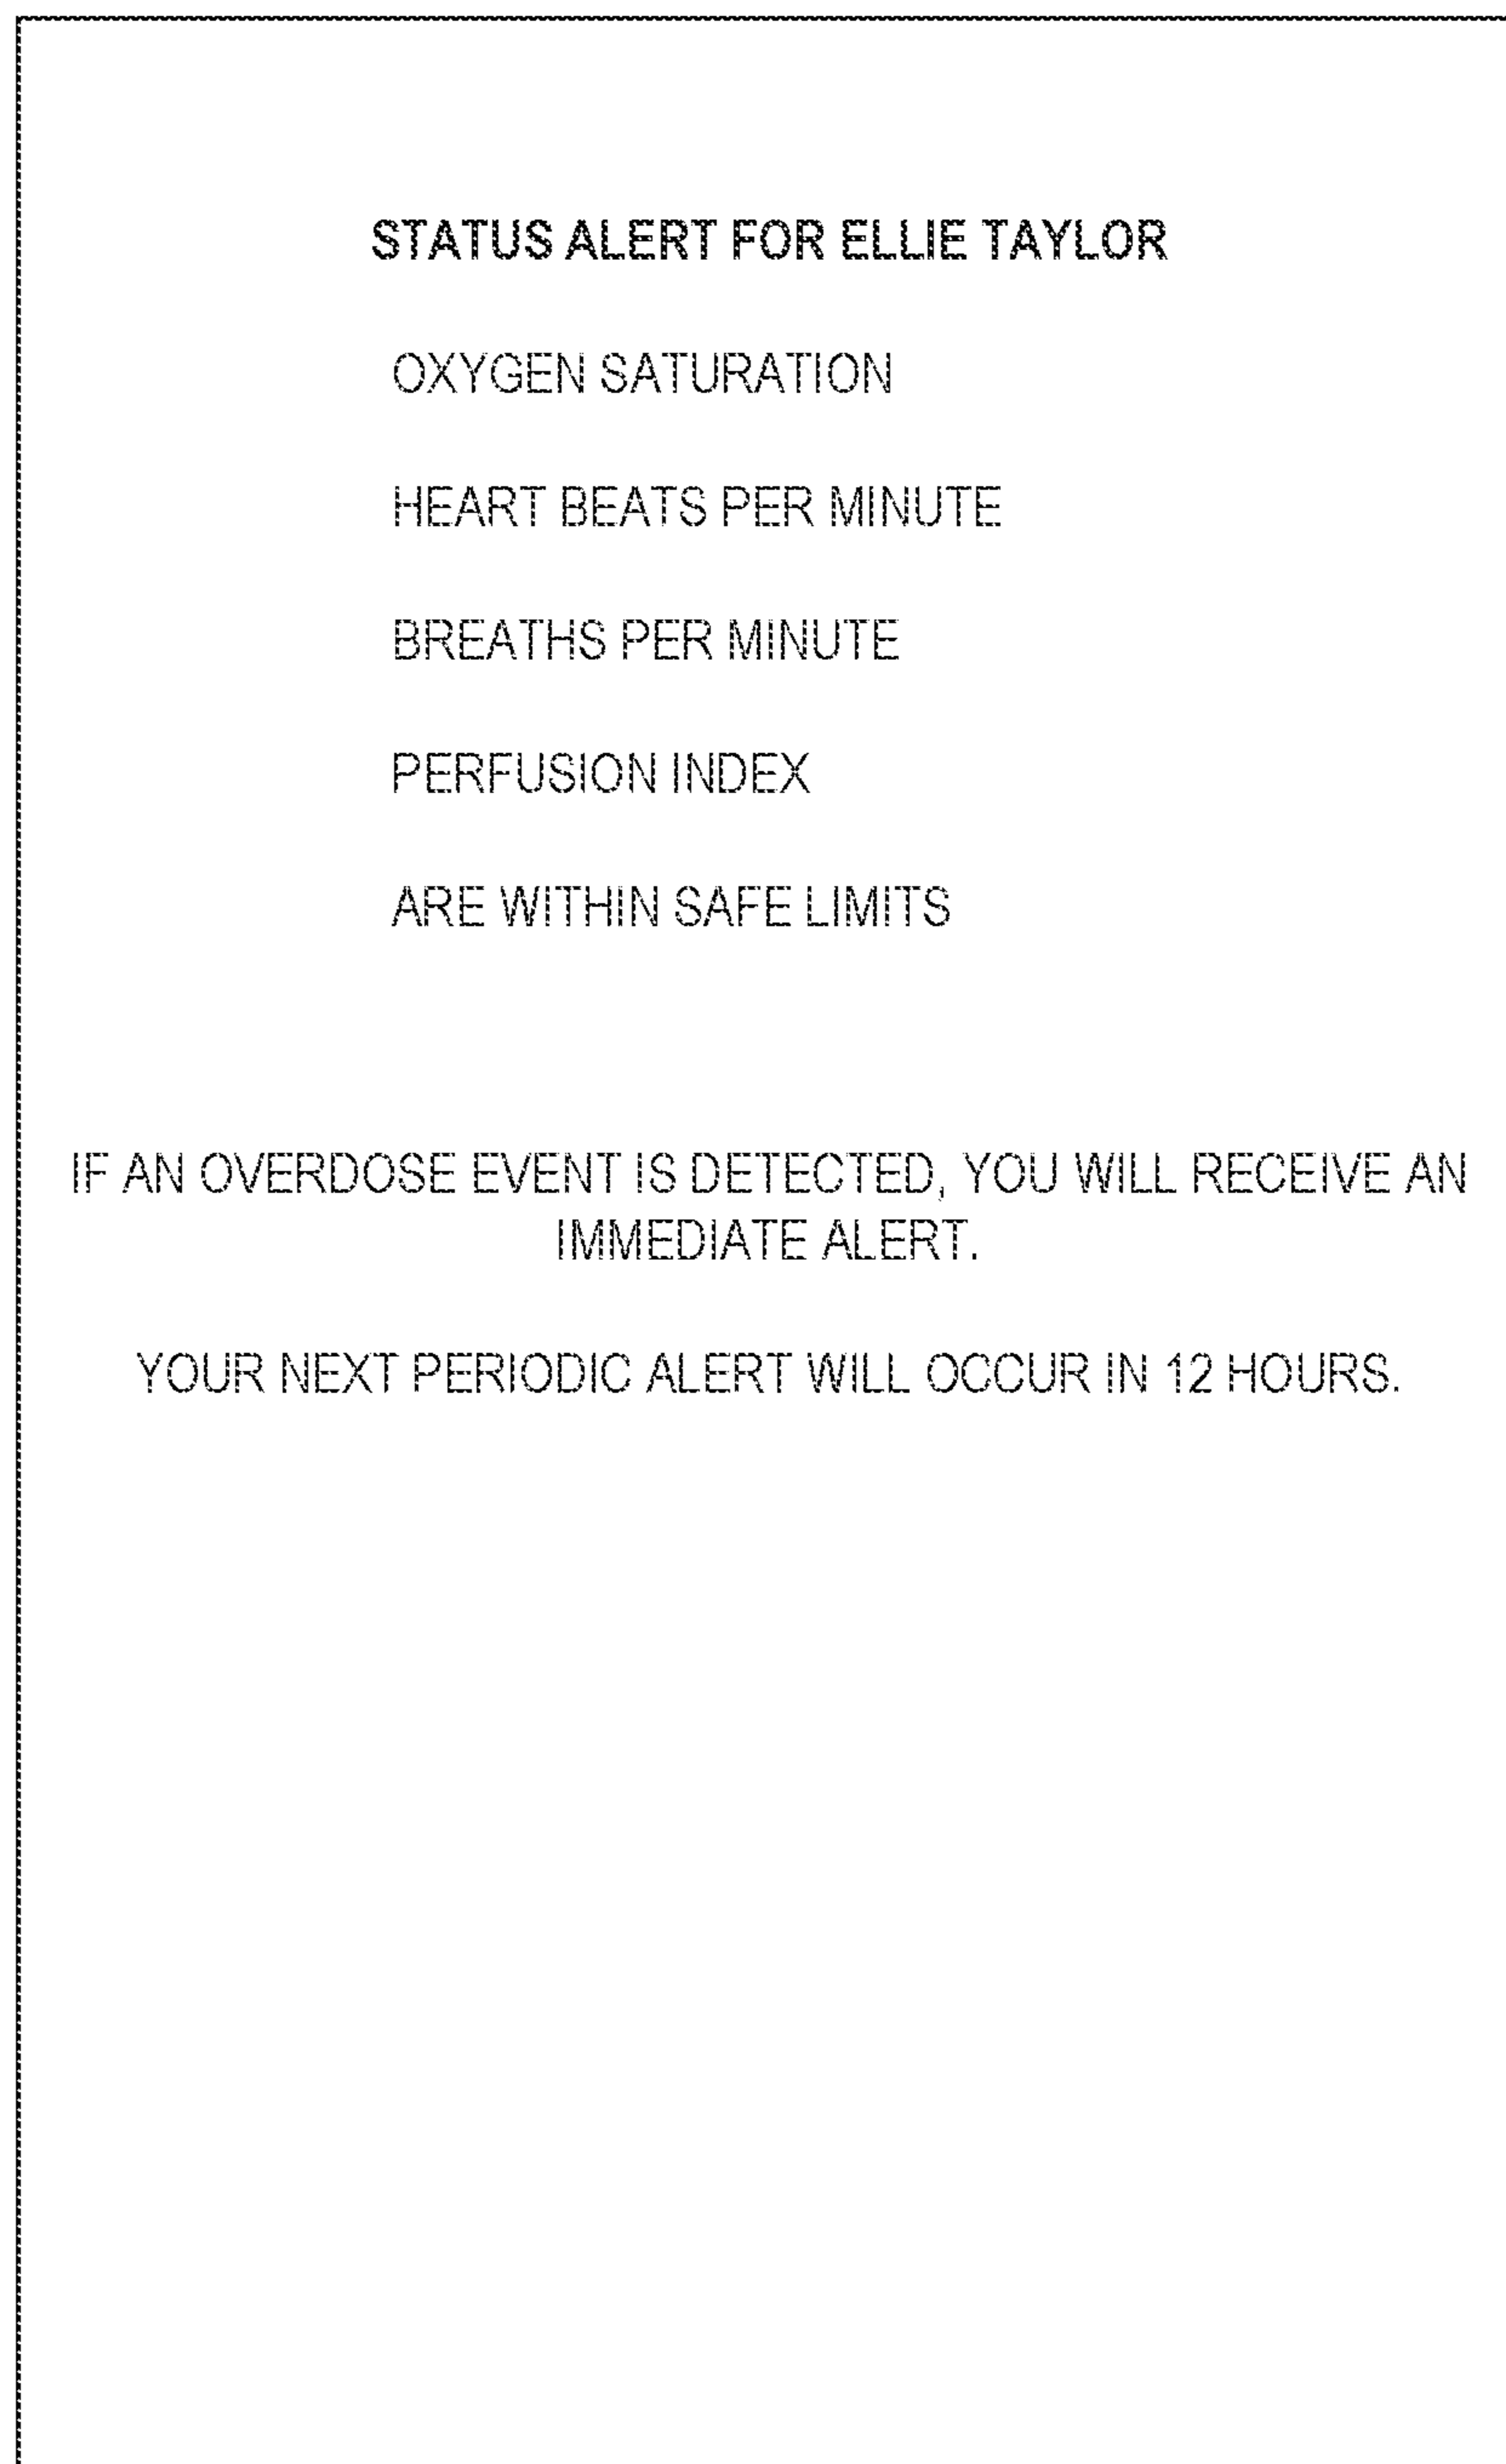 STATUS ALERT FOR ELLIE TAYLOR
OXYGEN SATURATION
HEART BEATS PER MINUTE
BREATHS PER MINUTE
PERFUSION INDEX
ARE WITHIN SAFE LIMITS
IF AN OVERDOSE EVENT IS DETECTED, YOU WILL RECEIVE AN
IMMEDIATE ALERT.
YOUR NEXT PERIODIC ALERT WILL OCCUR IN 12 HOURS.